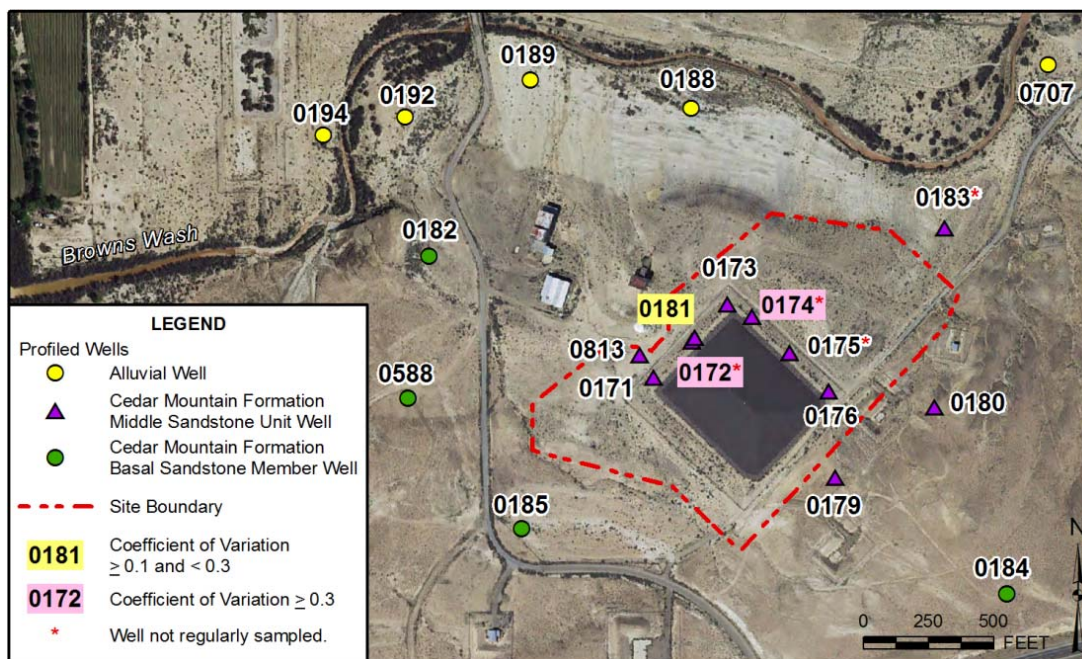 0189
0188
0707
0194
0192
0183*
0182
Browns Wash
0173
0181
0174*
0813
0175*
0171
0172*
0588
0176
0180
0179
0185
0184
LEGEND
Profiled Wells
Alluvial Well
Cedar Mountain Formation
Middle Sandstone Unit Well
Cedar Mountain Formation
Basal Sandstone Member Well
Site Boundary
0181 Coefficient of Variation
≥ 0.1 and < 0.3
0172 Coefficient of Variation ≥ 0.3
* Well not regularly sampled.
N
0 250 500
FEET